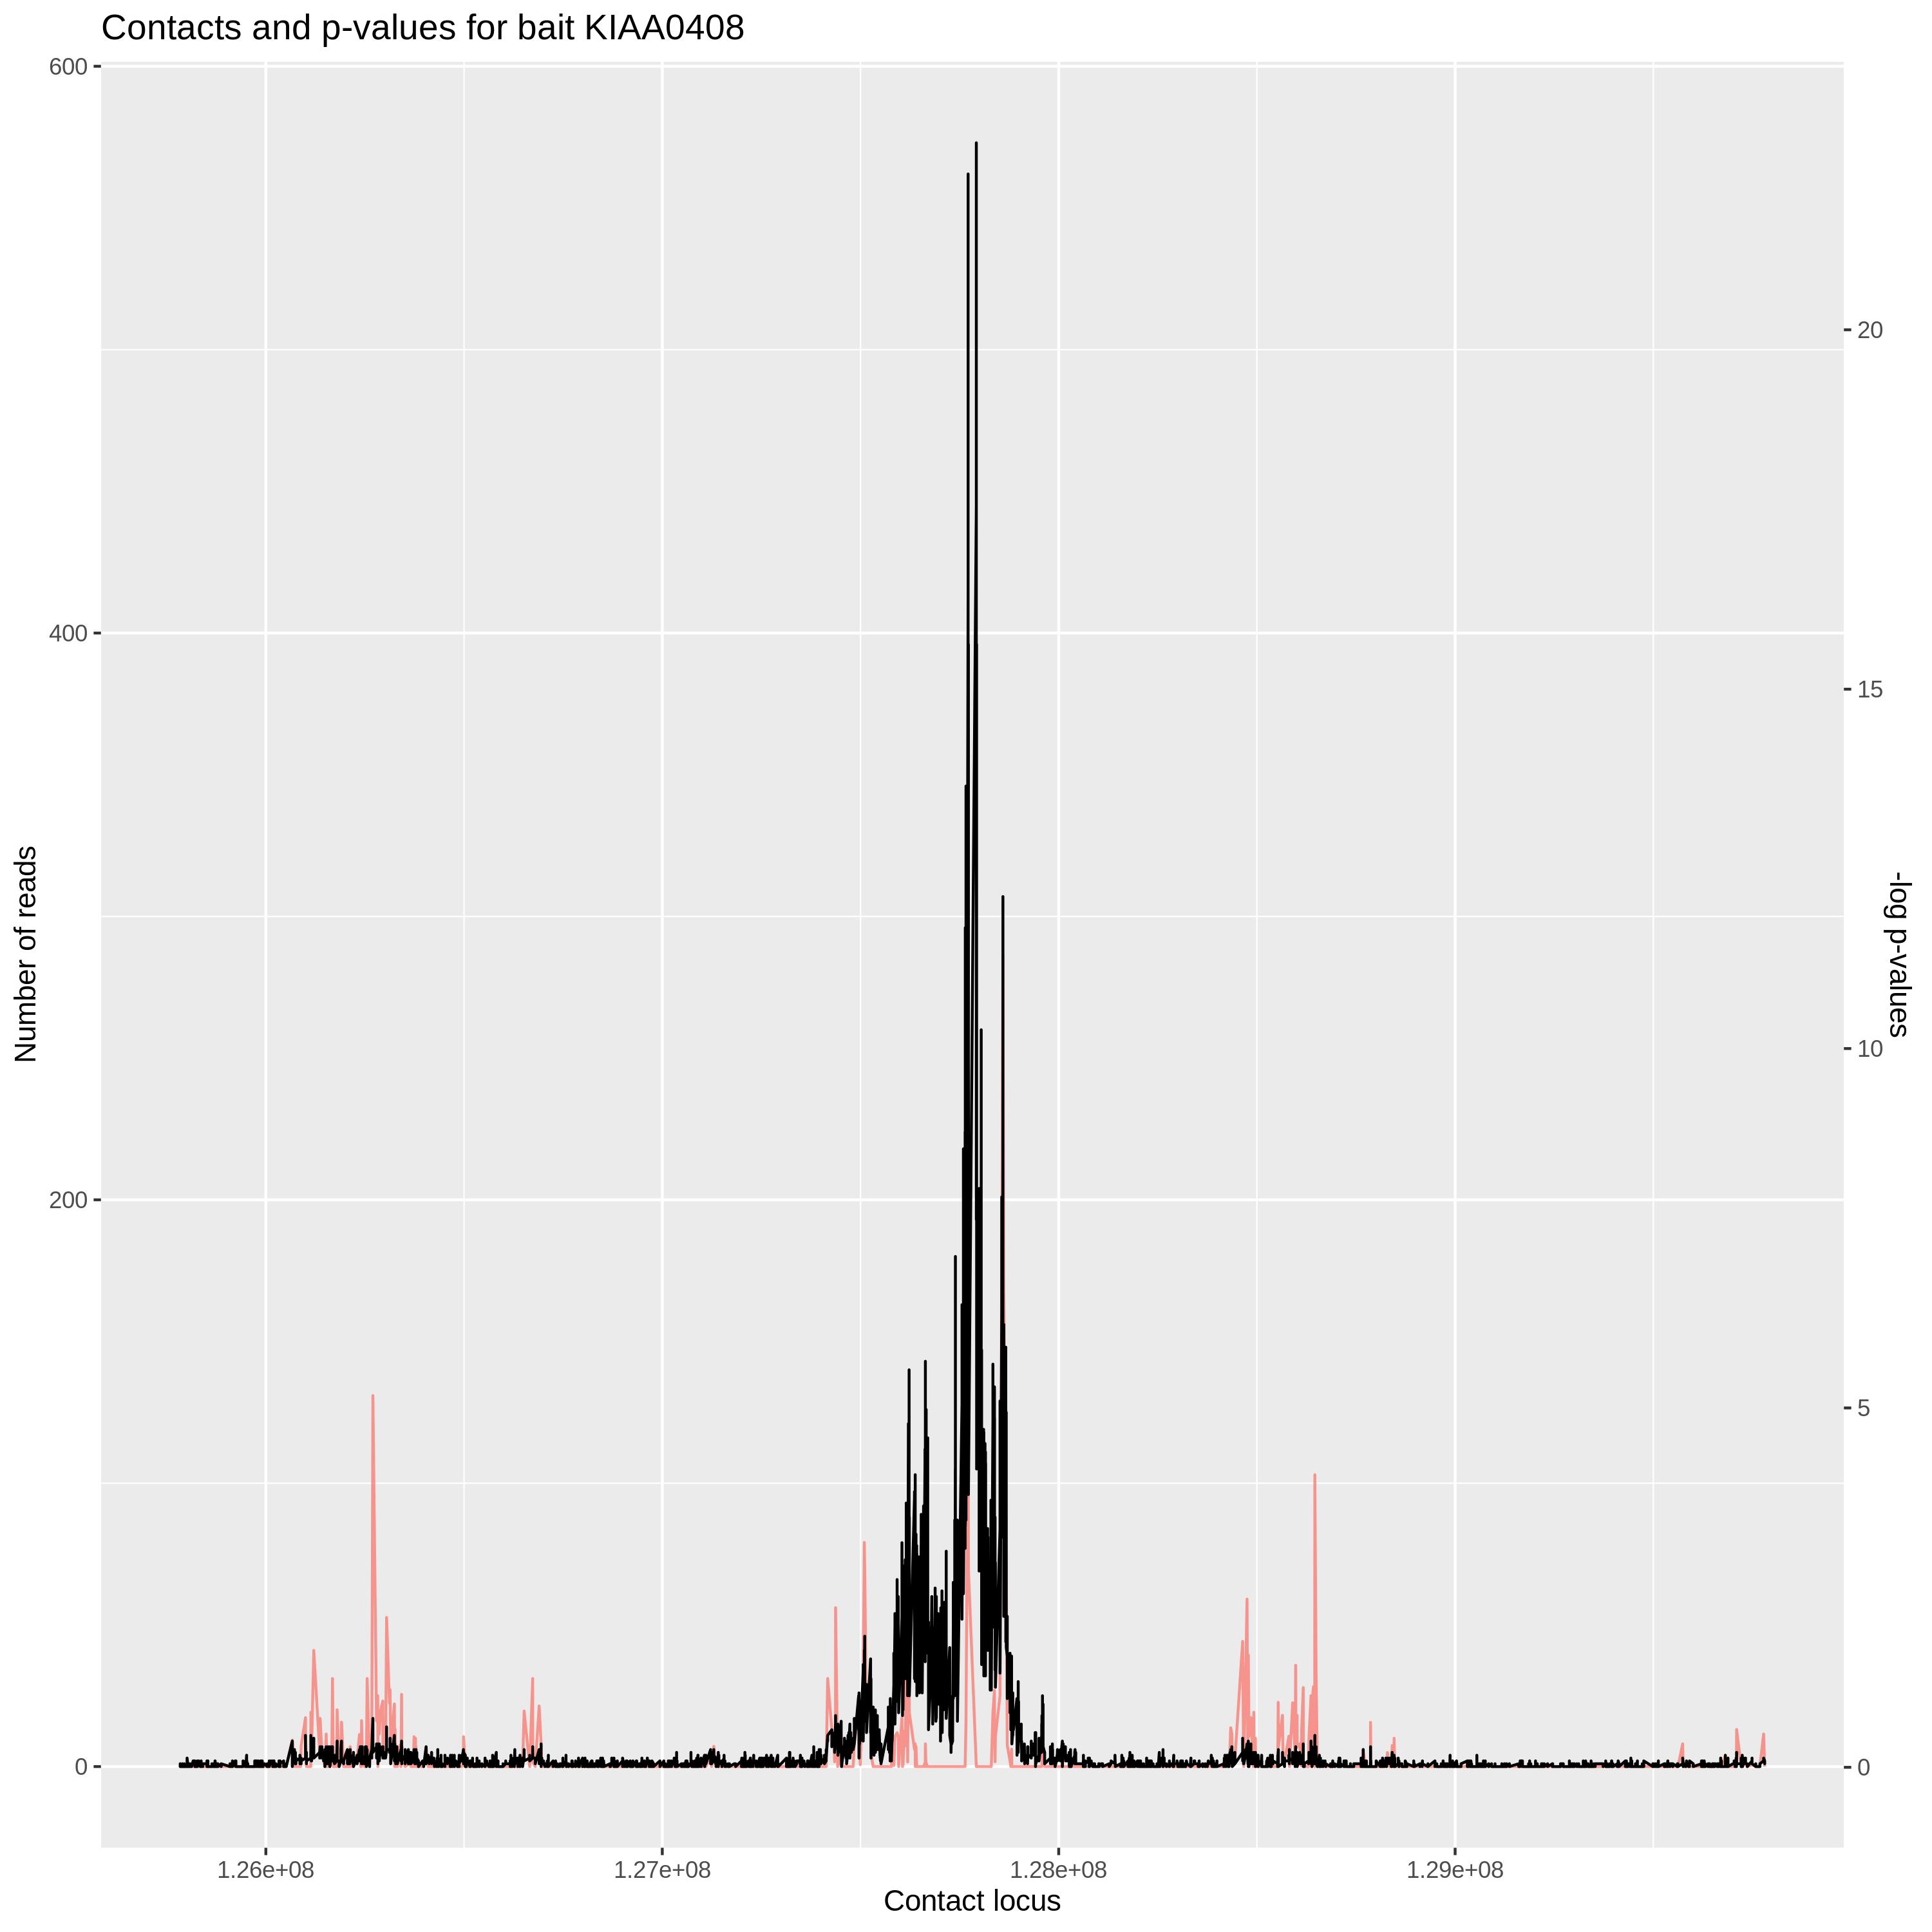 Contacts and p-values for bait KIAA0408
600
400
200
0
Number of reads
20
15
10
5
0
-log p-values
1.26e+08
1.27e+08
1.28e+08
1.29e+08
Contact locus